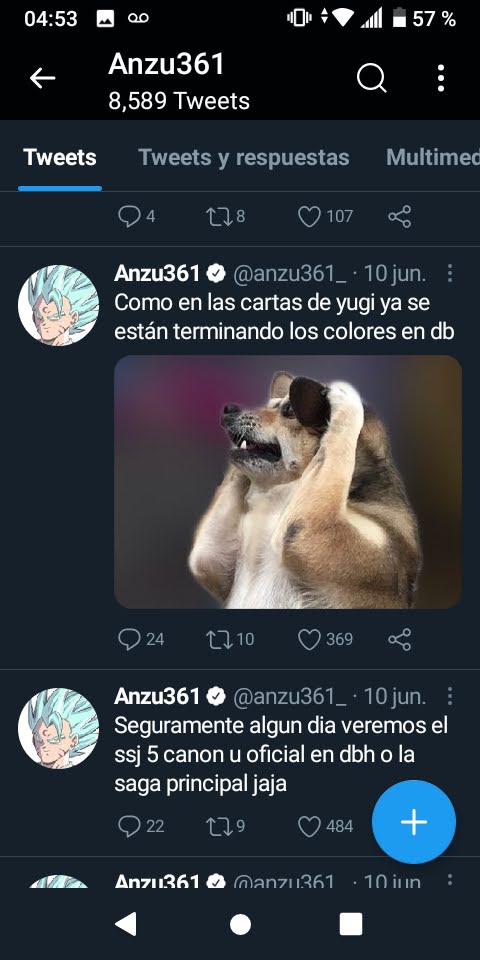 04:53 57 %
Anzu361
8,589 Tweets
Tweets Tweets y respuestas Multimed
4 8 107
Anzu361 @anzu361_ · 10 jun.
Como en las cartas de yugi ya se
están terminando los colores en db
24 10 369
Anzu361 @anzu361_ · 10 jun.
Seguramente algun dia veremos el
ssj 5 canon u oficial en dbh o la
saga principal jaja
22 9 484
Anzu361 @anzu361_ · 10 jun.